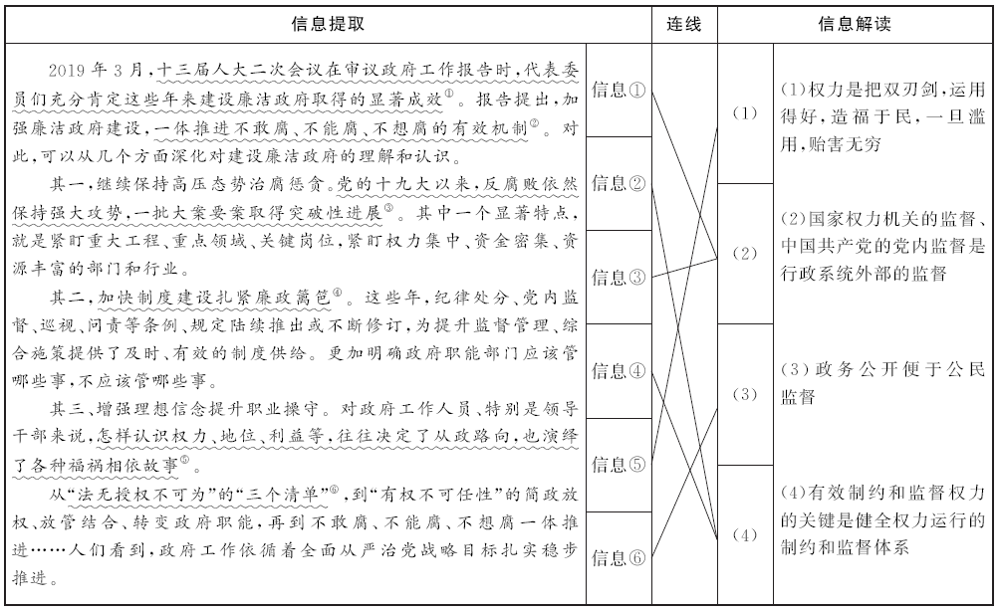 信息提取 连线 信息解读
2019 年 3 月,十三届人大二次会议在审议政府工作报告时,代表委
员们充分肯定这些年来建设廉洁政府取得的显著成效①。报告提出,加
强廉洁政府建设,一体推进不敢腐、不能腐、不想腐的有效机制②。对
此,可以从几个方面深化对建设廉洁政府的理解和认识。
其一,继续保持高压态势治腐惩贪。党的十九大以来,反腐败依然
保持强大攻势,一批大案要案取得突破性进展③。其中一个显著特点,
就是紧盯重大工程、重点领域、关键岗位,紧盯权力集中、资金密集、资
源丰富的部门和行业。
其二,加快制度建设扎紧廉政篱笆④。这些年,纪律处分、党内监
督、巡视、问责等条例、规定陆续推出或不断修订,为提升监督管理、综
合施策提供了及时、有效的制度供给。更加明确政府职能部门应该管
哪些事,不应该管哪些事。
其三、增强理想信念提升职业操守。对政府工作人员、特别是领导
干部来说,怎样认识权力、地位、利益等,往往决定了从政路向,也演绎
了各种福祸相依故事⑤。
从“法无授权不可为”的“三个清单”⑥,到“有权不可任性”的简政放
权、放管结合、转变政府职能,再到不敢腐、不能腐、不想腐一体推
进……人们看到,政府工作依循着全面从严治党战略目标扎实稳步
推进。
信息①
信息②
信息③
信息④
信息⑤
信息⑥
(1)
(2)
(3)
(4)
(1)权力是把双刃剑,运用
得好,造福于民,一旦滥
用,贻害无穷
(2)国家权力机关的监督、
中国共产党的党内监督是
行政系统外部的监督
(3)政务公开便于公民
监督
(4)有效制约和监督权力
的关键是健全权力运行的
制约和监督体系